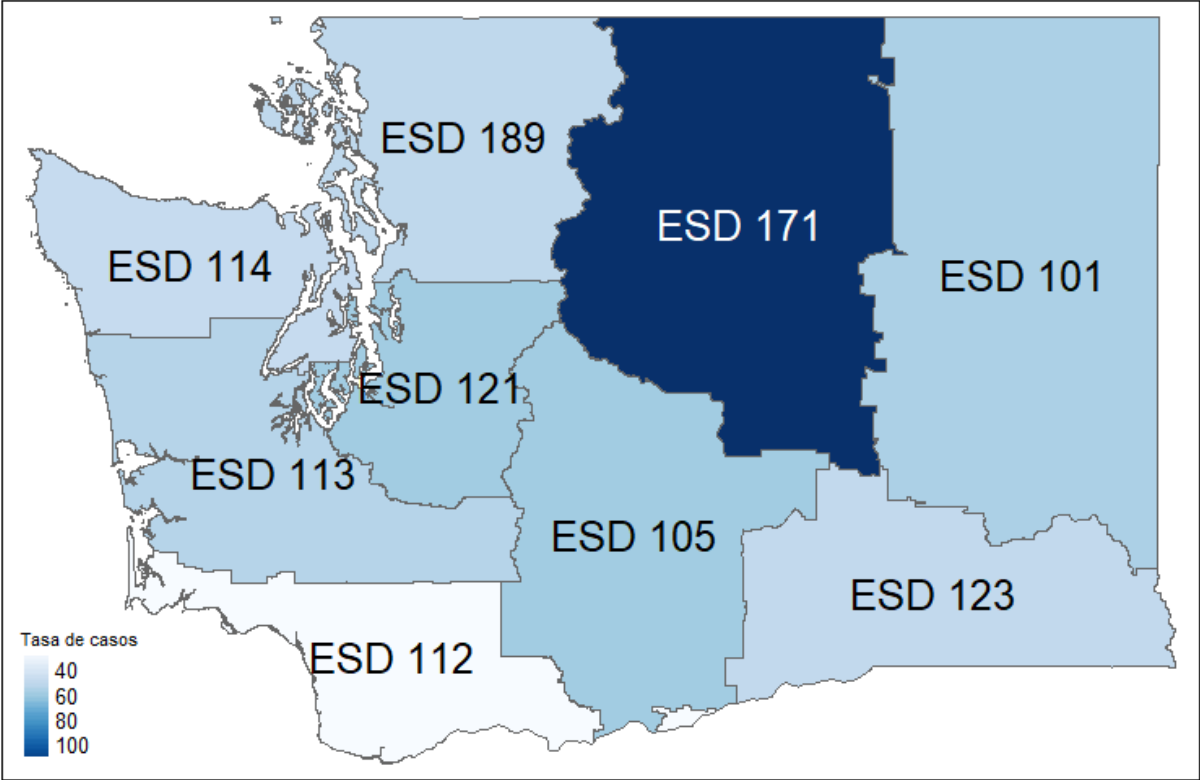 ESD 189
ESD 171
ESD 114
ESD 101
ESD 121
ESD 113
ESD 105
ESD 123
ESD 112
Tasa de casos
40
60
80
100